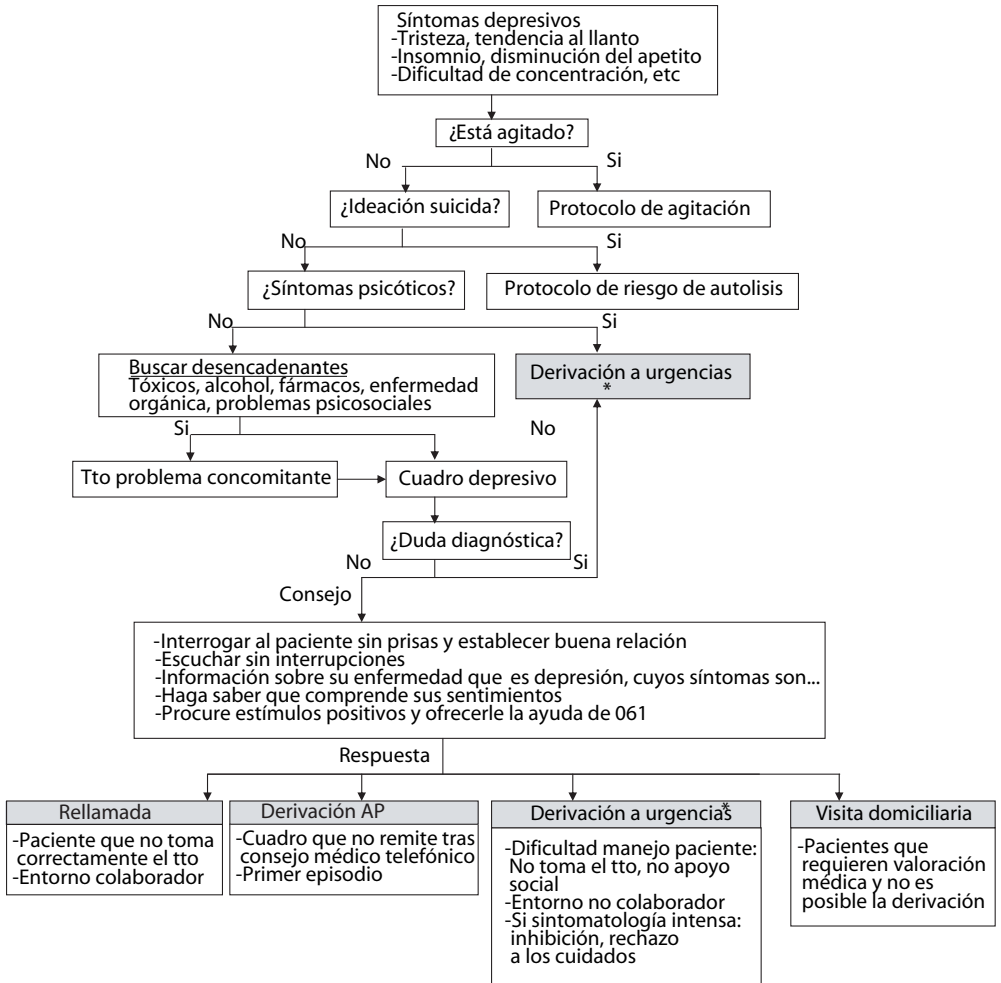 Síntomas depresivos
-Tristeza, tendencia al llanto
-Insomnio, disminución del apetito
-Dificultad de concentración, etc
¿Está agitado?
No
Si
¿Ideación suicida?
Protocolo de agitación
No
Si
¿Síntomas psicóticos?
Protocolo de riesgo de autolisis
No
Si
Buscar desencadenantes
Tóxicos, alcohol, fármacos, enfermedad
orgánica, problemas psicosociales
Derivación a urgencias
*
Si
No
Tto problema concomitante
Cuadro depresivo
¿Duda diagnóstica?
No
Si
Consejo
-Interrogar al paciente sin prisas y establecer buena relación
-Escuchar sin interrupciones
-Información sobre su enfermedad que es depresión, cuyos síntomas son...
-Haga saber que comprende sus sentimientos
-Procure estímulos positivos y ofrecerle la ayuda de 061
Respuesta
Rellamada
-Paciente que no toma
correctamente el tto
-Entorno colaborador
Derivación AP
-Cuadro que no remite tras
consejo médico telefónico
-Primer episodio
Derivación a urgencias*
-Dificultad manejo paciente:
No toma el tto, no apoyo
social
-Entorno no colaborador
-Si sintomatología intensa:
inhibición, rechazo
a los cuidados
Visita domiciliaria
-Pacientes que
requieren valoración
médica y no es
posible la derivación